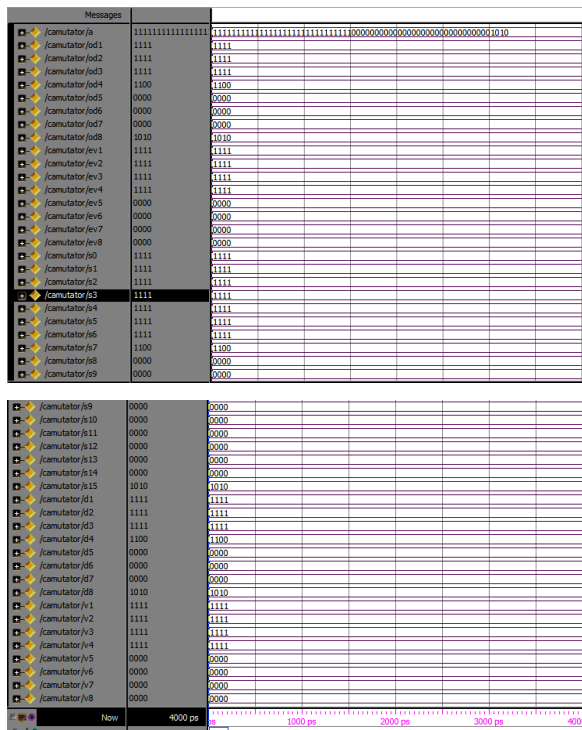 Messages
/camutator/a 1111111111111111 1111111111111111111111111111110000000000000000000000000000001010
/camutator/od1 1111 1111
/camutator/od2 1111 1111
/camutator/od3 1111 1111
/camutator/od4 1100 1100
/camutator/od5 0000 0000
/camutator/od6 0000 0000
/camutator/od7 0000 0000
/camutator/od8 1010 1010
/camutator/ev1 1111 1111
/camutator/ev2 1111 1111
/camutator/ev3 1111 1111
/camutator/ev4 1111 1111
/camutator/ev5 0000 0000
/camutator/ev6 0000 0000
/camutator/ev7 0000 0000
/camutator/ev8 0000 0000
/camutator/s0 1111 1111
/camutator/s1 1111 1111
/camutator/s2 1111 1111
/camutator/s3 1111 1111
/camutator/s4 1111 1111
/camutator/s5 1111 1111
/camutator/s6 1111 1111
/camutator/s7 1100 1100
/camutator/s8 0000 0000
/camutator/s9 0000 0000
/camutator/s9 0000 0000
/camutator/s10 0000 0000
/camutator/s11 0000 0000
/camutator/s12 0000 0000
/camutator/s13 0000 0000
/camutator/s14 0000 0000
/camutator/s15 1010 1010
/camutator/d1 1111 1111
/camutator/d2 1111 1111
/camutator/d3 1111 1111
/camutator/d4 1100 1100
/camutator/d5 0000 0000
/camutator/d6 0000 0000
/camutator/d7 0000 0000
/camutator/d8 1010 1010
/camutator/v1 1111 1111
/camutator/v2 1111 1111
/camutator/v3 1111 1111
/camutator/v4 1111 1111
/camutator/v5 0000 0000
/camutator/v6 0000 0000
/camutator/v7 0000 0000
/camutator/v8 0000 0000
Now 4000 ps ps 1000 ps 2000 ps 3000 ps 400